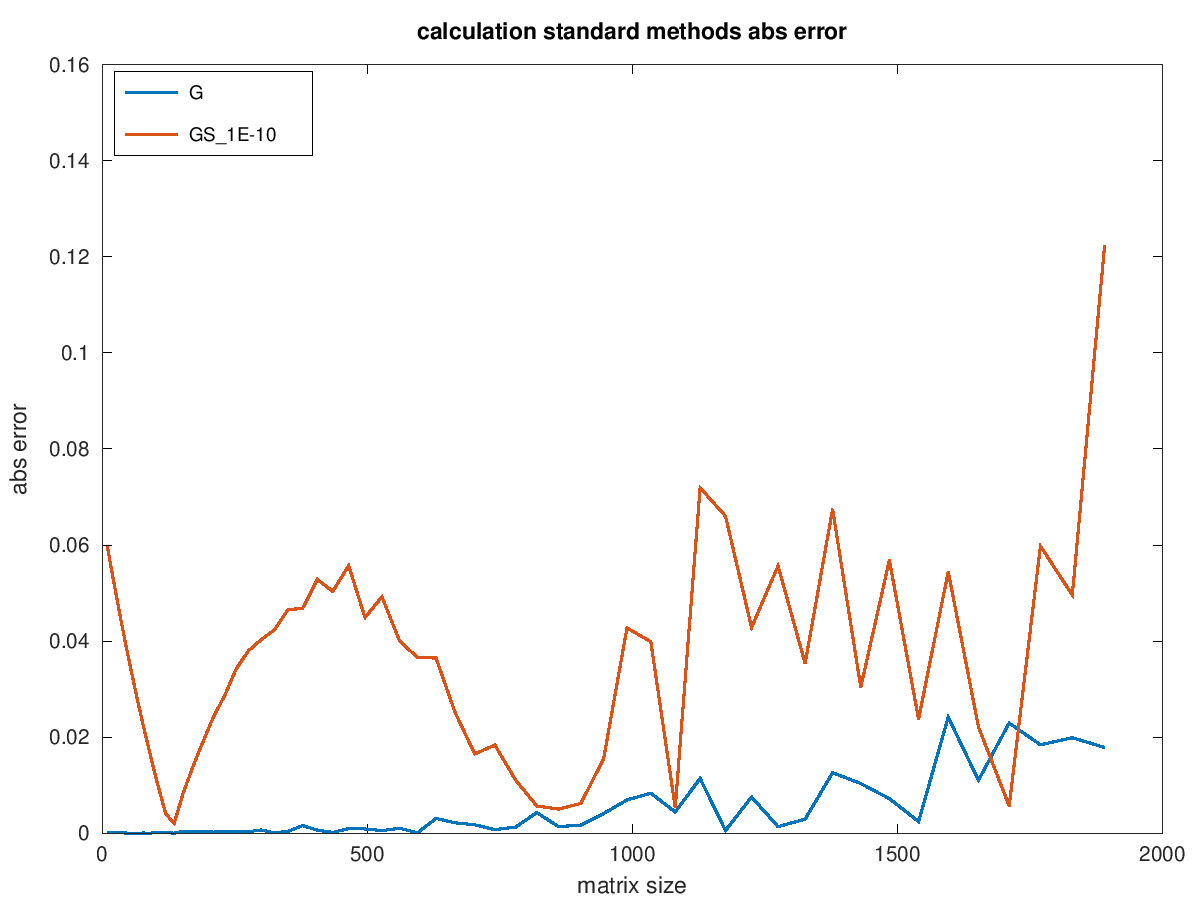 calculation standard methods abs error
0.16
0.14
0.12
0.1
0.08
0.06
0.04
0.02
0
G
GS_1E-10
abs error
0
500
1000
1500
2000
matrix size